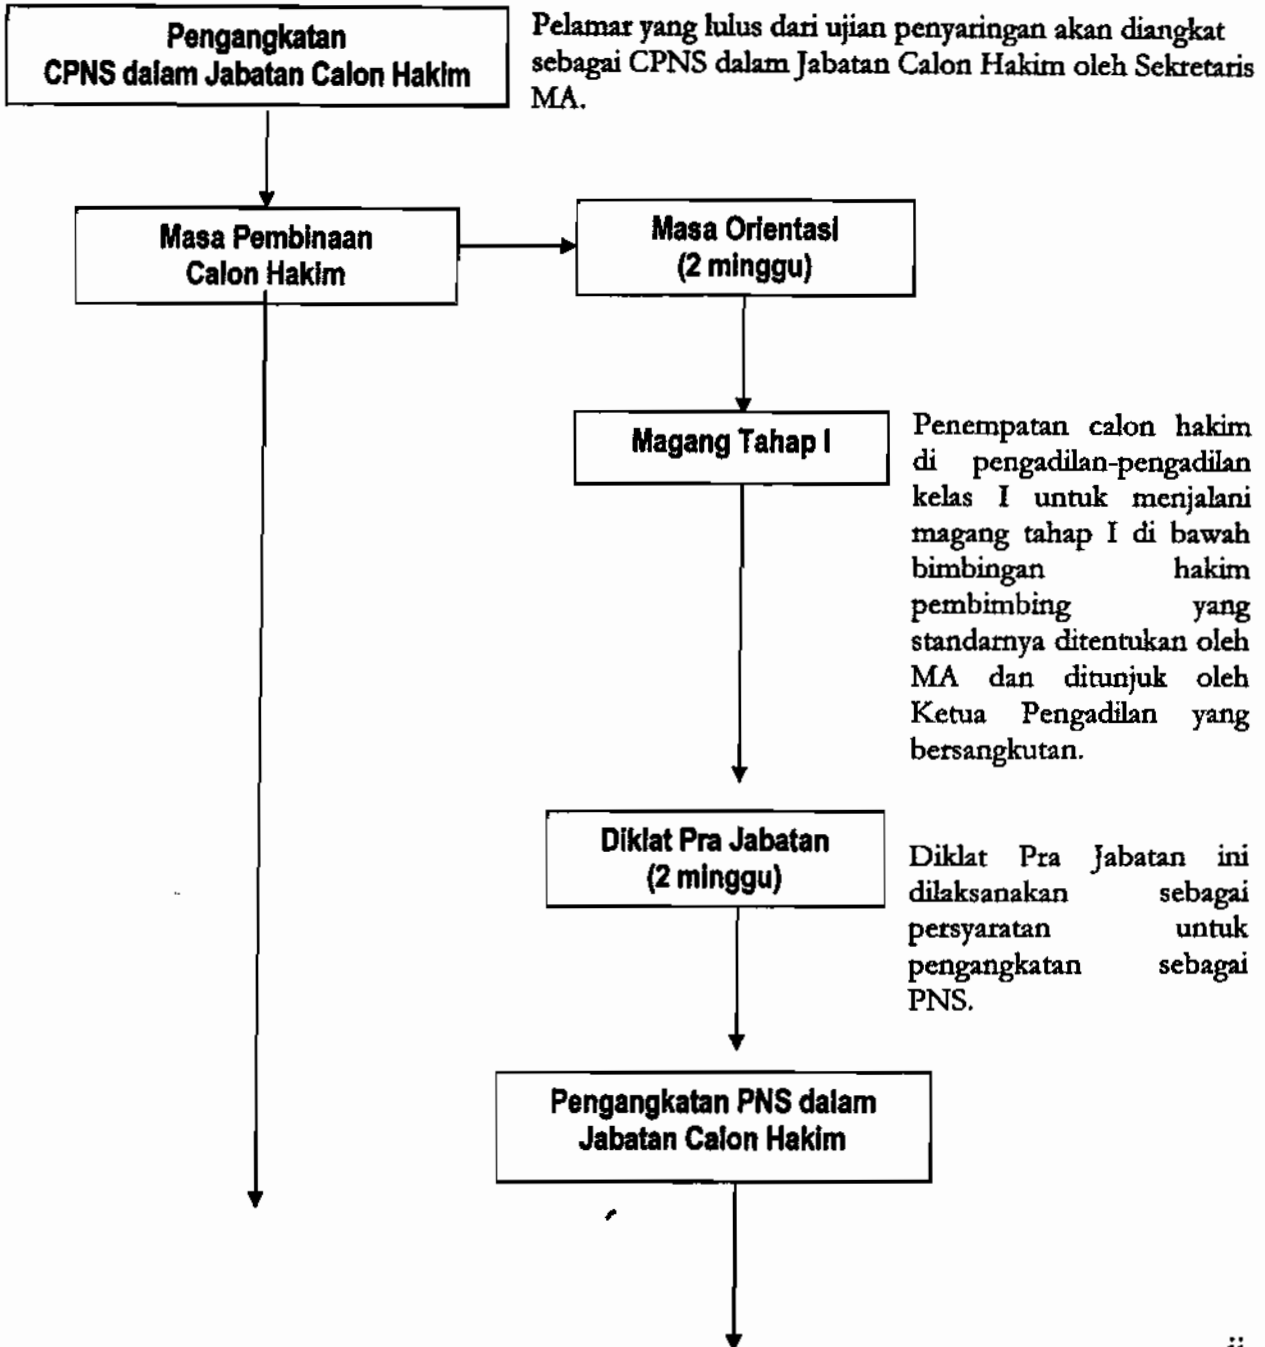 Pengangkatan
CPNS dalam Jabatan Calon Hakim
Pelamar yang lulus dari ujian penyaringan akan diangkat
sebagai CPNS dalam Jabatan Calon Hakim oleh Sekretaris
MA.
Masa Pembinaan
Calon Hakim
Masa Orientasi
(2 minggu)
Magang Tahap I
Penempatan calon hakim
di pengadilan-pengadilan
kelas I untuk menjalani
magang tahap I di bawah
bimbingan hakim
pembimbing yang
standarnya ditentukan oleh
MA dan ditunjuk oleh
Ketua Pengadilan yang
bersangkutan.
Diklat Pra Jabatan
(2 minggu)
Diklat Pra Jabatan ini
dilaksanakan sebagai
persyaratan untuk
pengangkatan sebagai
PNS.
Pengangkatan PNS dalam
Jabatan Calon Hakim